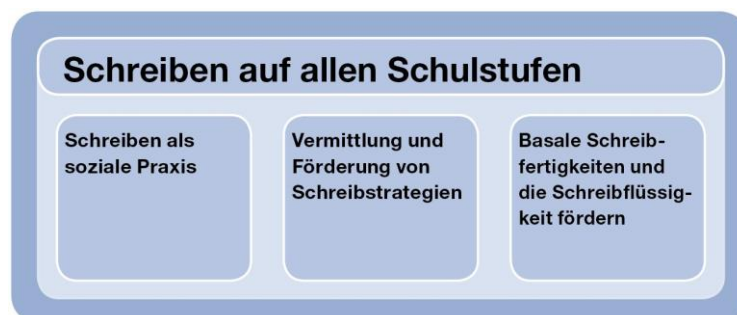 Schreiben auf allen Schulstufen
Schreiben als
soziale Praxis
Vermittlung und
Förderung von
Schreibstrategien
Basale Schreib-
fertigkeiten und
die Schreibflüssig-
keit fördern